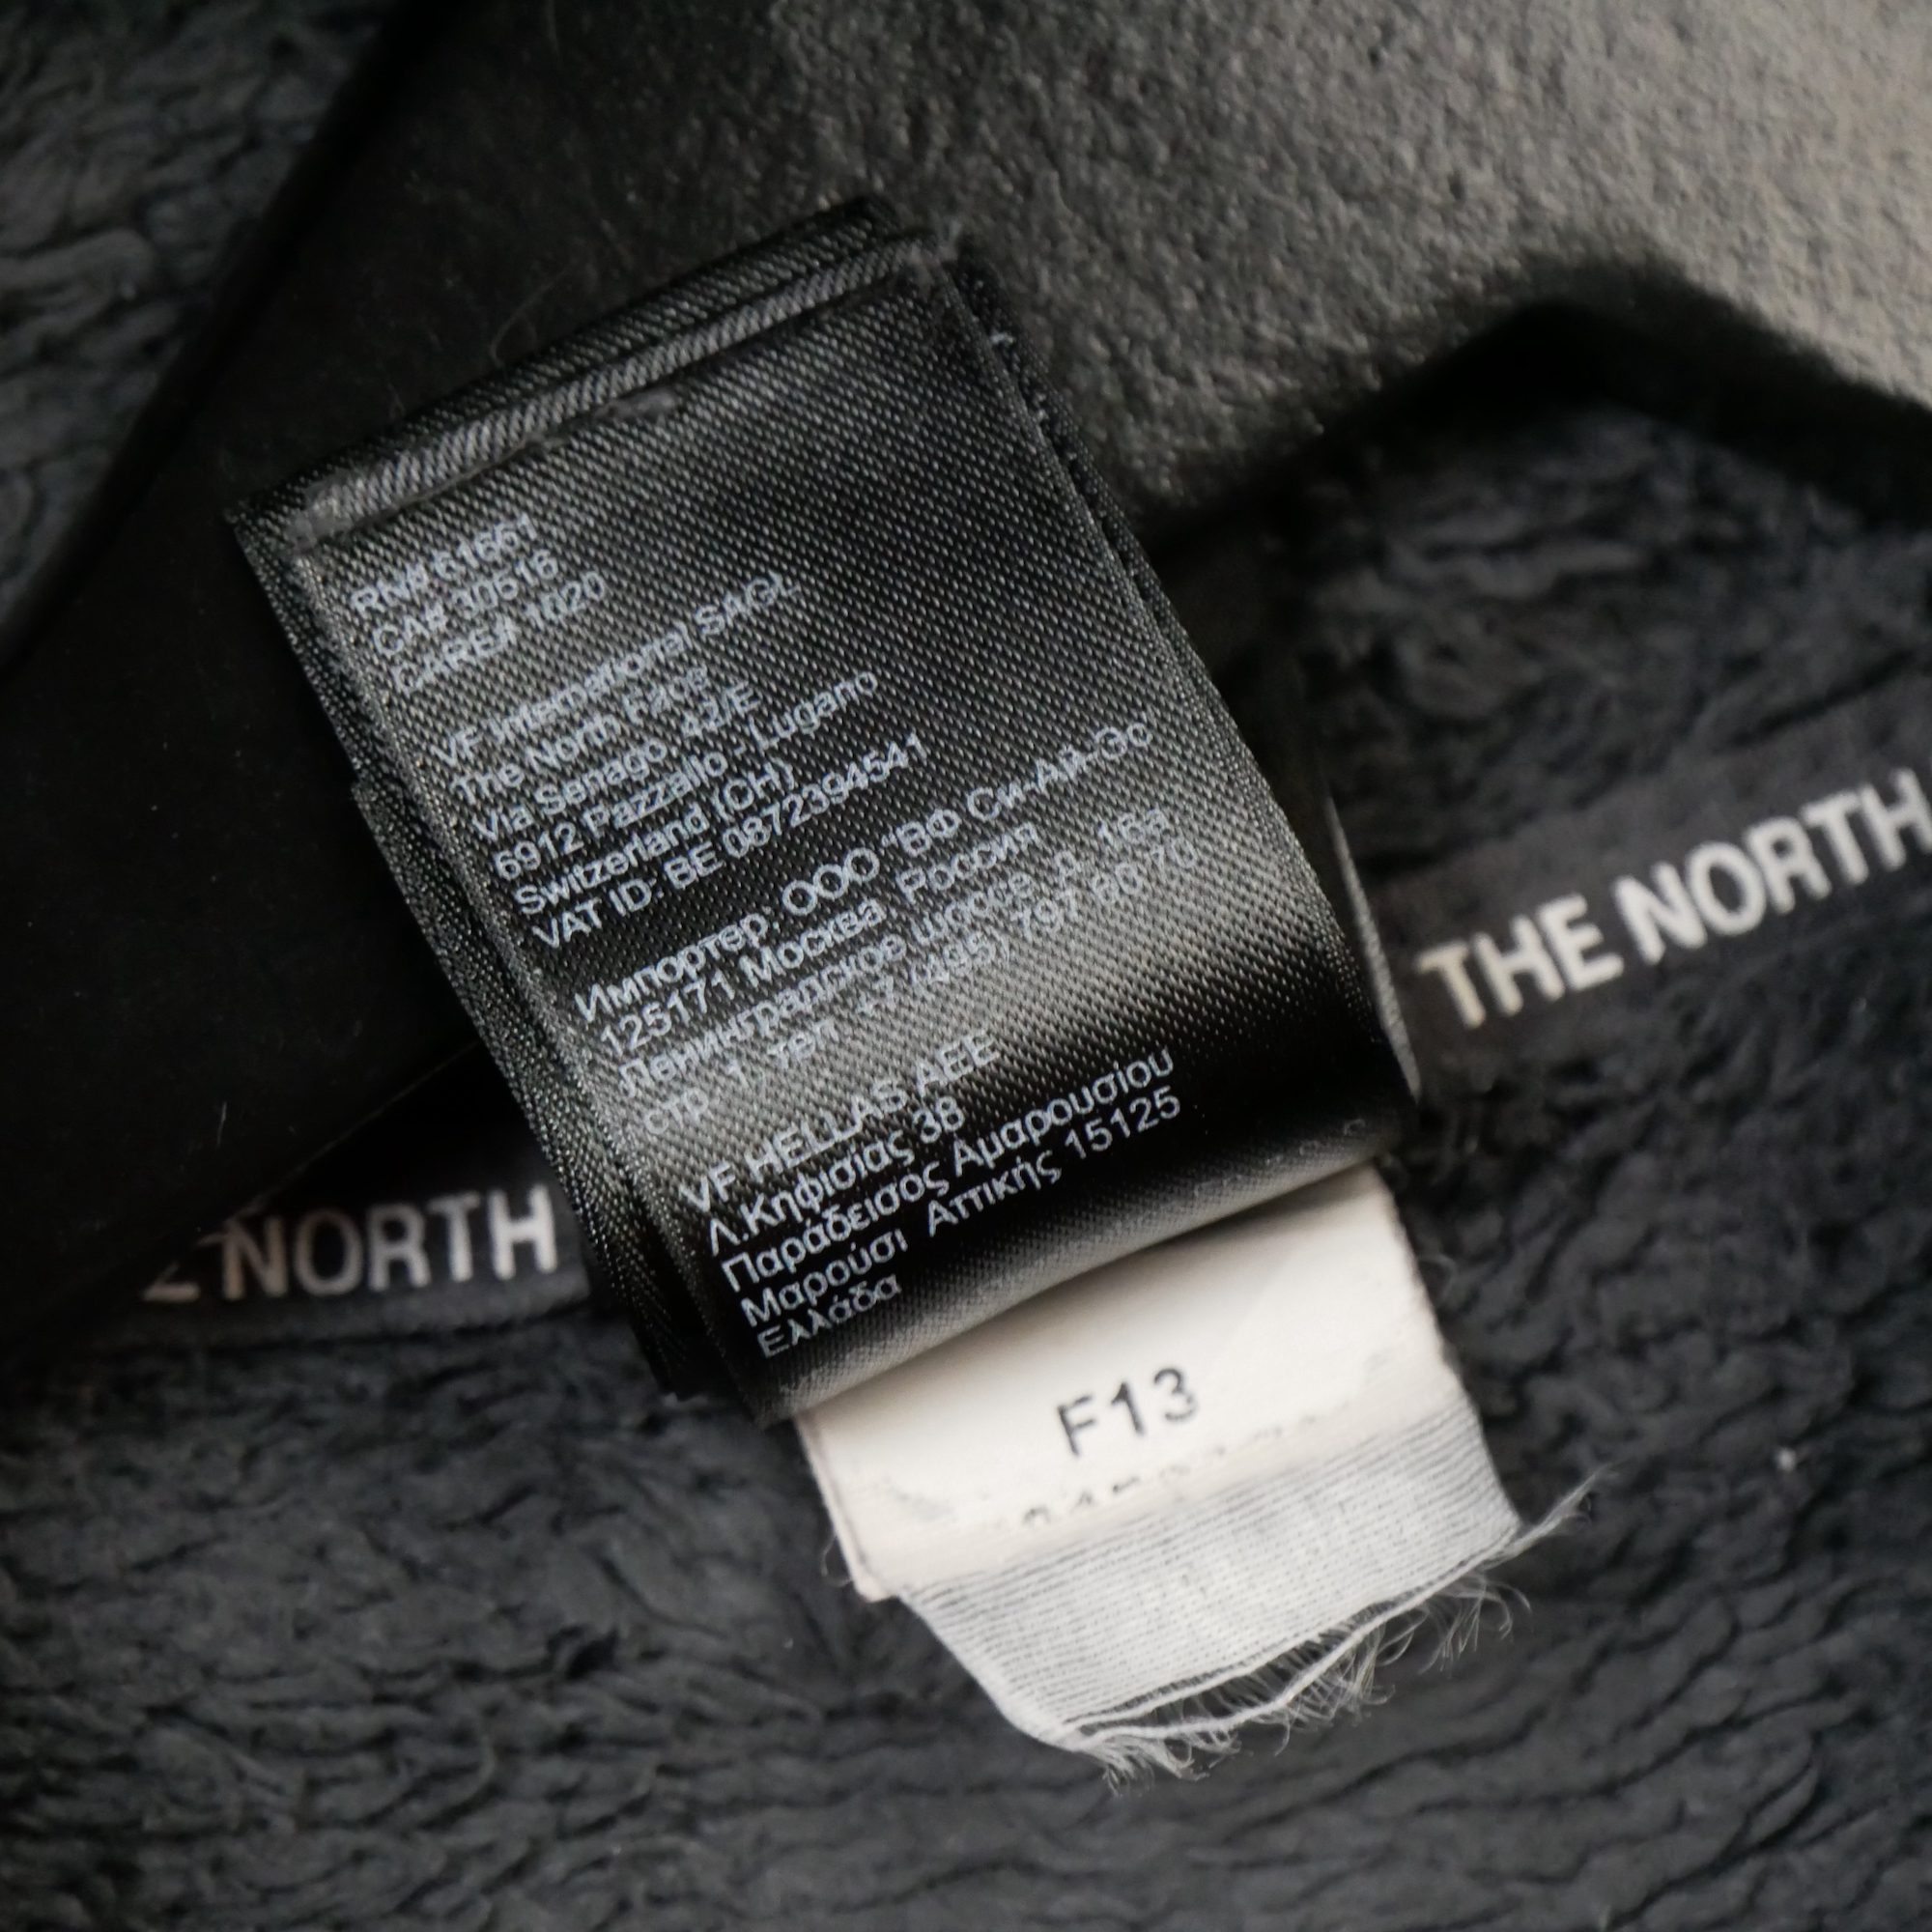 RN# 61661
CA# 30516
CARE# 1020
VF International SAGL
The North Face
Via Senago, 43/E
6912 Pazzallo - Lugano
Switzerland (CH)
VAT ID: BE 0872394541
Импортер: ООО "ВФ Си-Ай-Эс"
125171 Москва, Россия
Ленинградское шоссе, д. 16а
стр. 1, трл +7 (495) 797 60 70
VF HELLAS AEE
Λ.Κηφισίας 38
Παράδεισος Αμαρουσίου
Μαρούσι Αττικής 15125
Ελλάδα
F13
THE NORTH
NORTH